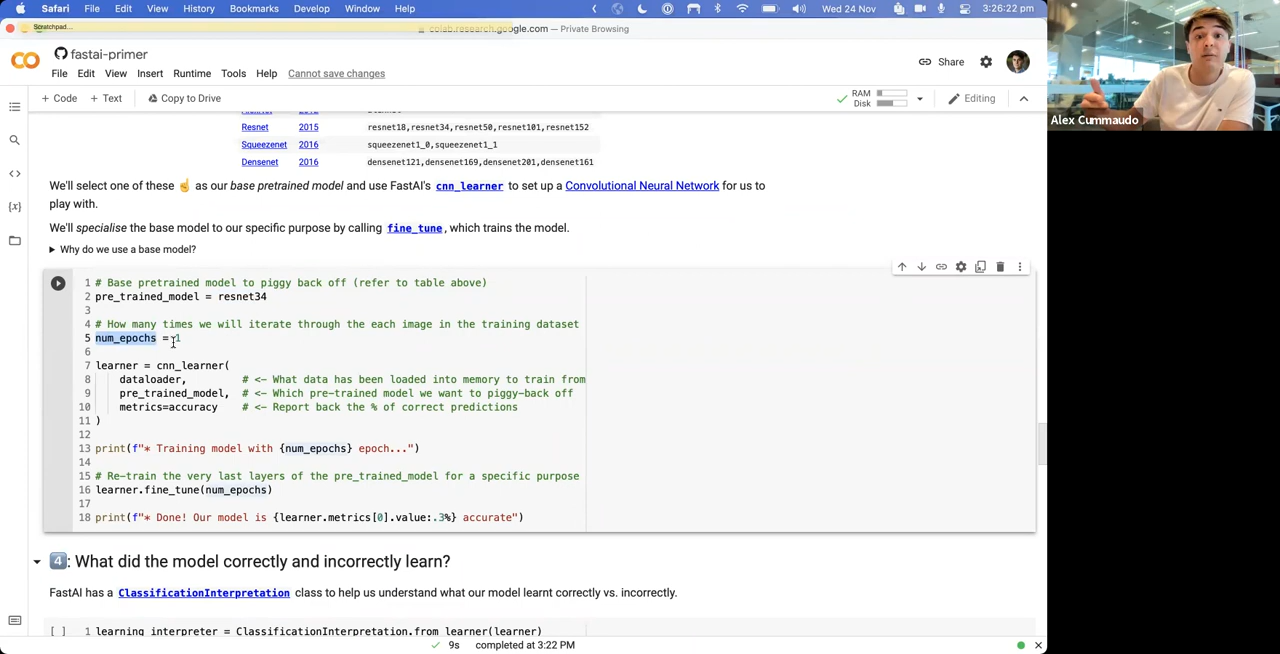 Safari File Edit View History Bookmarks Develop Window Help Wed 24 Nov 3:26:22 pm
Scratchpad...
colab.research.google.com — Private Browsing
fastai-primer
File Edit View Insert Runtime Tools Help Cannot save changes
Share
+ Code + Text Copy to Drive
RAM
Disk
Editing
Alex Cummaudo
Resnet 2015 resnet18,resnet34,resnet50,resnet101,resnet152
Squeezenet 2016 squeezenet1_0,squeezenet1_1
Densenet 2016 densenet121,densenet169,densenet201,densenet161
We'll select one of these ☝ as our base pretrained model and use FastAI's cnn_learner to set up a Convolutional Neural Network for us to
play with.
We'll specialise the base model to our specific purpose by calling fine_tune, which trains the model.
Why do we use a base model?
1 # Base pretrained model to piggy back off (refer to table above)
2 pre_trained_model = resnet34
3
4 # How many times we will iterate through the each image in the training dataset
5 num_epochs = 1
6
7 learner = cnn_learner(
8 dataloader, # <- What data has been loaded into memory to train from
9 pre_trained_model, # <- Which pre-trained model we want to piggy-back off
10 metrics=accuracy # <- Report back the % of correct predictions
11 )
12
13 print(f"* Training model with {num_epochs} epoch...")
14
15 # Re-train the very last layers of the pre_trained_model for a specific purpose
16 learner.fine_tune(num_epochs)
17
18 print(f"* Done! Our model is {learner.metrics[0].value:.3%} accurate")
4: What did the model correctly and incorrectly learn?
FastAI has a ClassificationInterpretation class to help us understand what our model learnt correctly vs. incorrectly.
[ ] 1 learning_interpreter = ClassificationInterpretation.from_learner(learner)
9s completed at 3:22 PM